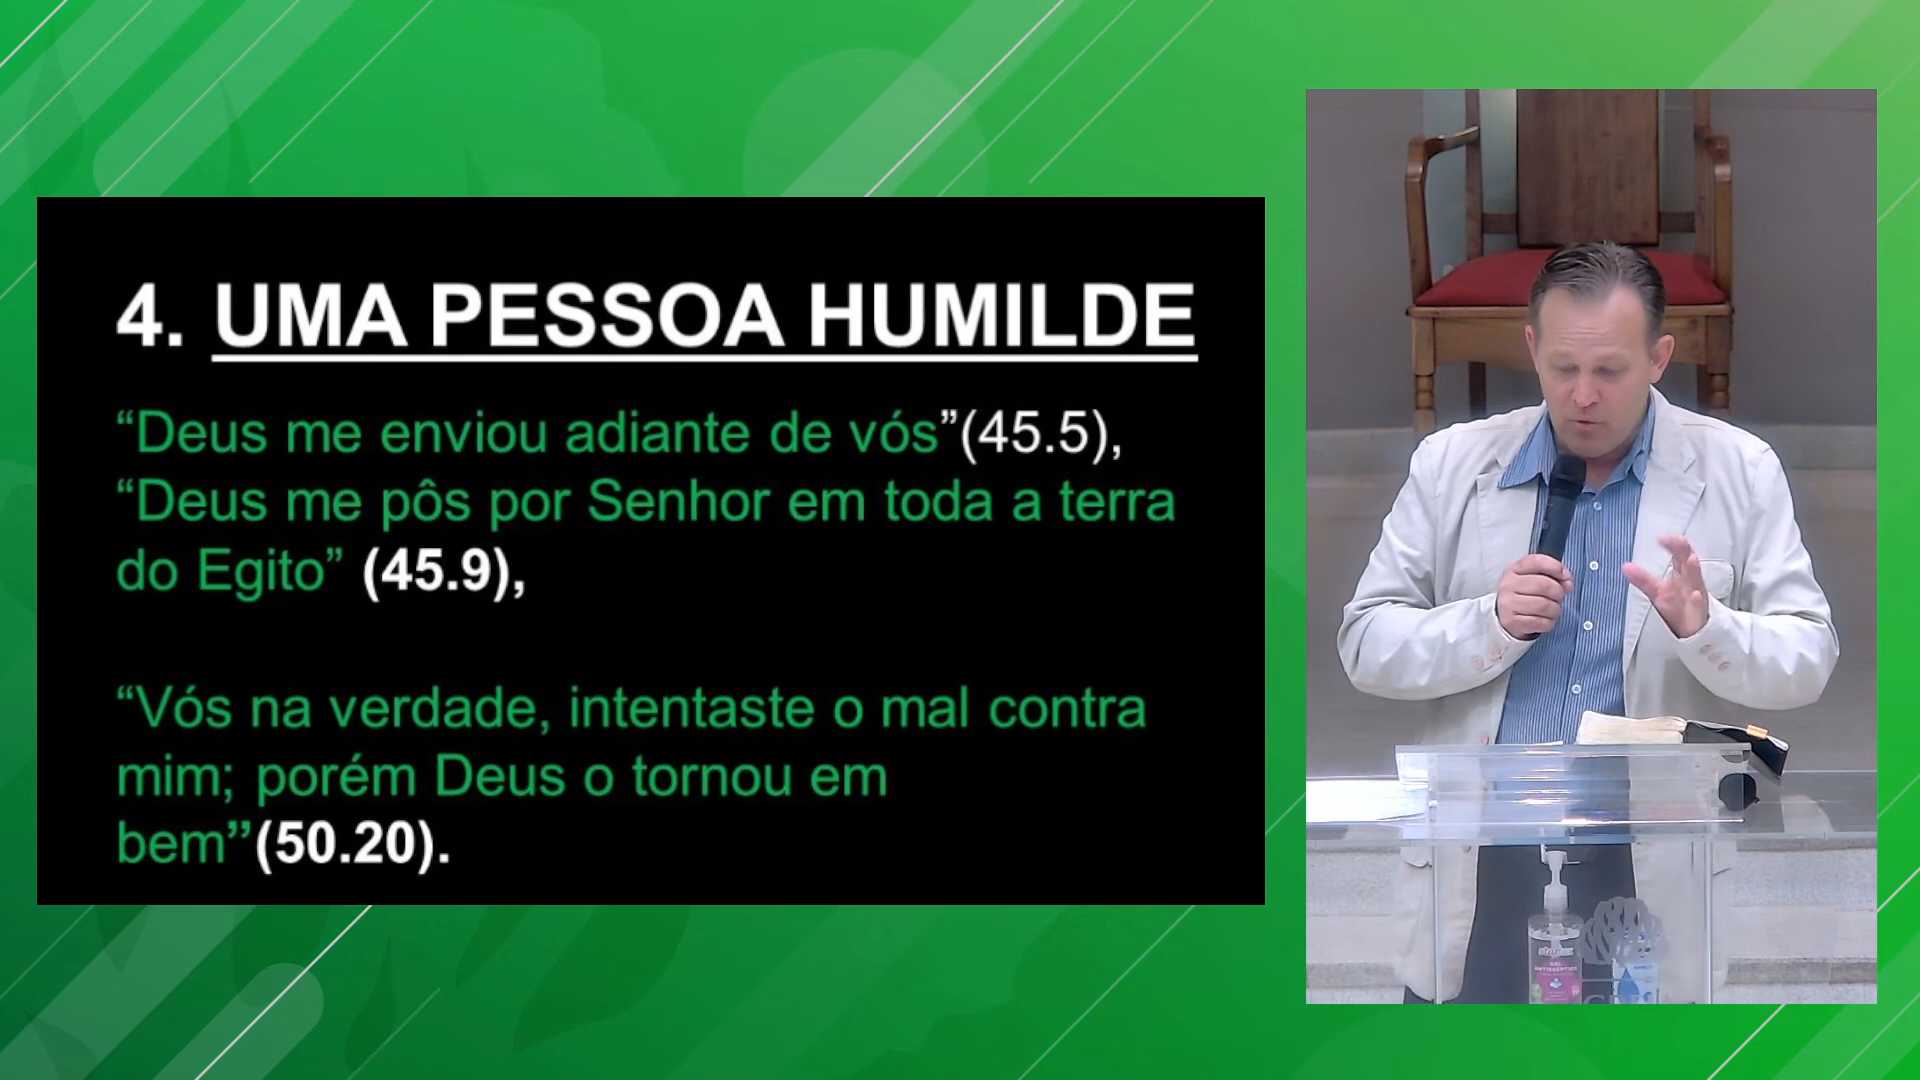 4. UMA PESSOA HUMILDE
“Deus me enviou adiante de vós”(45.5),
“Deus me pôs por Senhor em toda a terra
do Egito” (45.9),
“Vós na verdade, intentaste o mal contra
mim; porém Deus o tornou em
bem”(50.20).
GEL
ANTISSÉPTICO